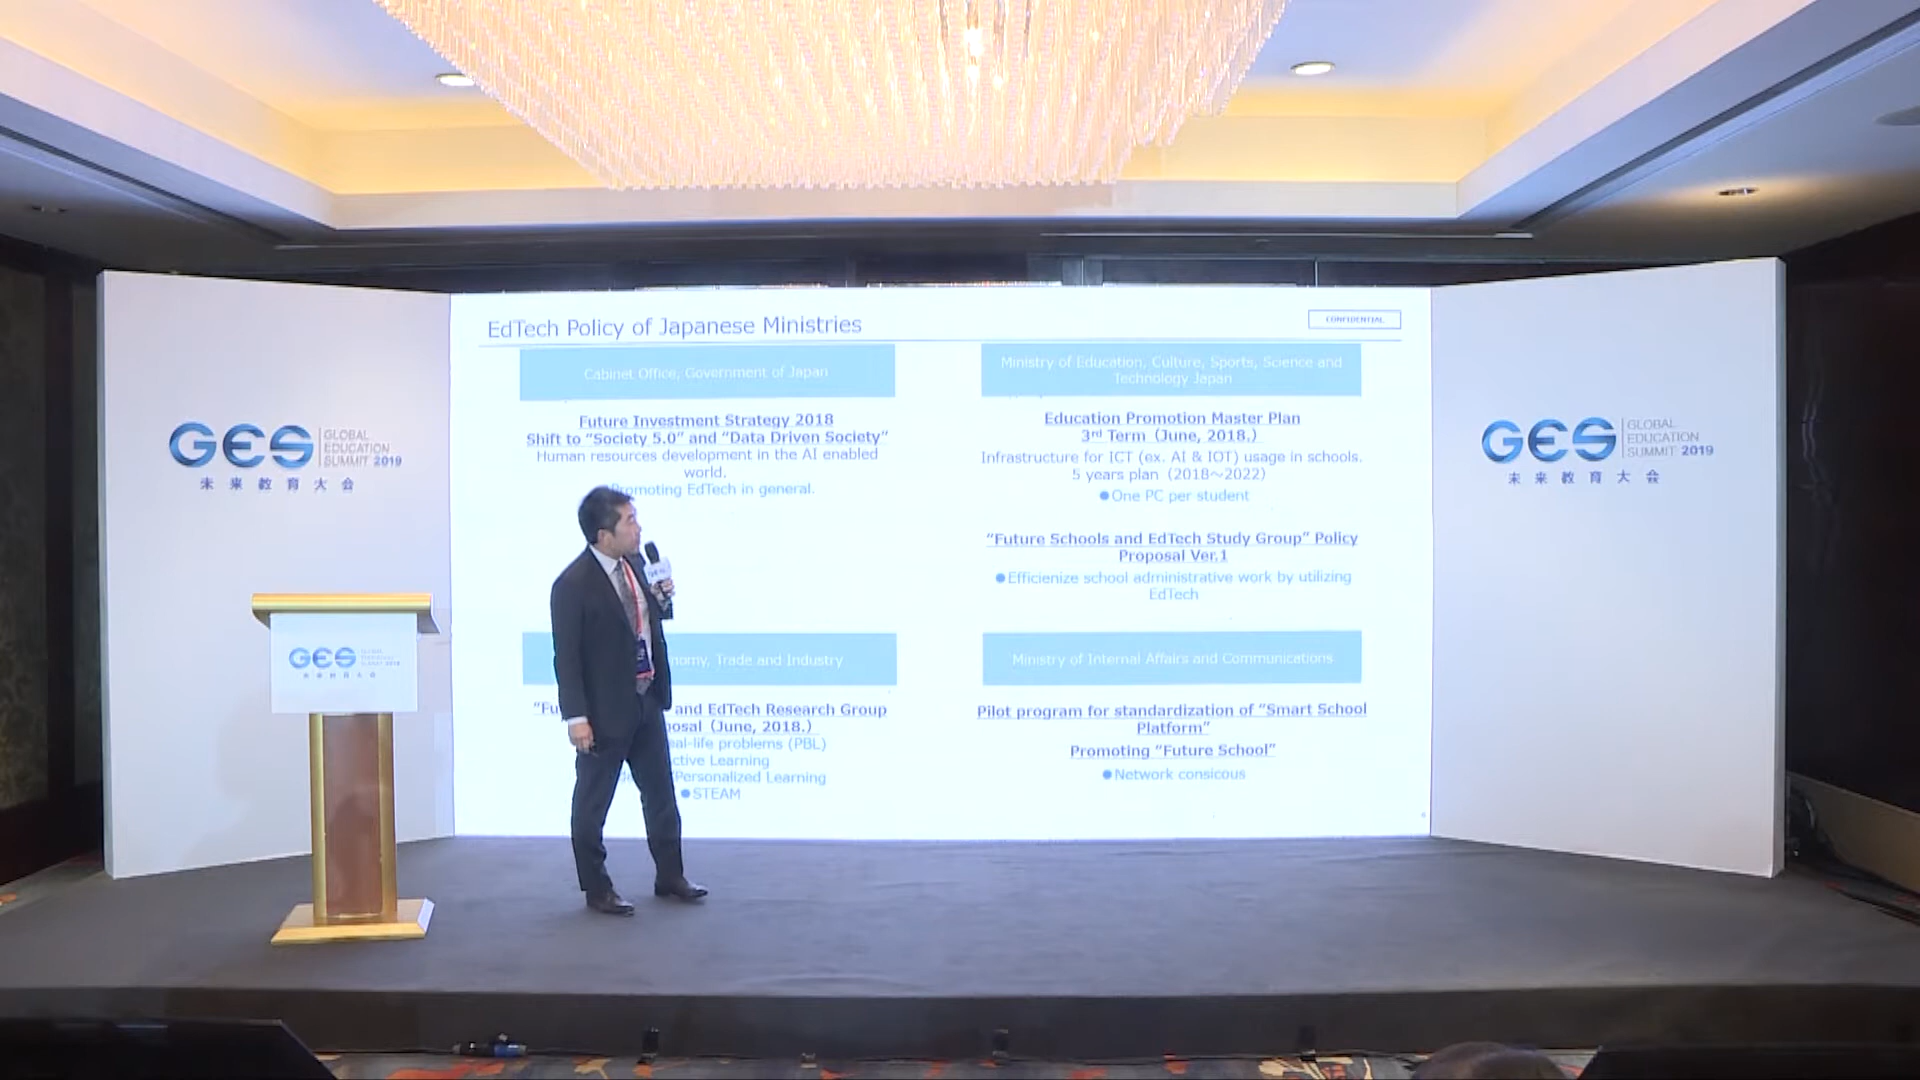 EdTech Policy of Japanese Ministries
CONFIDENTIAL
Cabinet Office, Government of Japan
Future Investment Strategy 2018
Shift to "Society 5.0" and "Data Driven Society"
Human resources development in the AI enabled
world.
Promoting EdTech in general.
Ministry of Education, Culture, Sports, Science and
Technology Japan
Education Promotion Master Plan
3rd Term (June, 2018.)
Infrastructure for ICT (ex. AI & IOT) usage in schools.
5 years plan (2018～2022)
●One PC per student
"Future Schools and EdTech Study Group" Policy
Proposal Ver.1
●Efficienize school administrative work by utilizing
EdTech
Trade and Industry
and EdTech Research Group
(June, 2018.)
problems (PBL)
Learning
Personalized Learning
●STEAM
Ministry of Internal Affairs and Communications
Pilot program for standardization of "Smart School
Platform"
Promoting "Future School"
●Network consicous
GES
GLOBAL
EDUCATION
SUMMIT 2019
未来教育大会
GES
GLOBAL
EDUCATION
SUMMIT 2019
未来教育大会
GES
未来教育大会